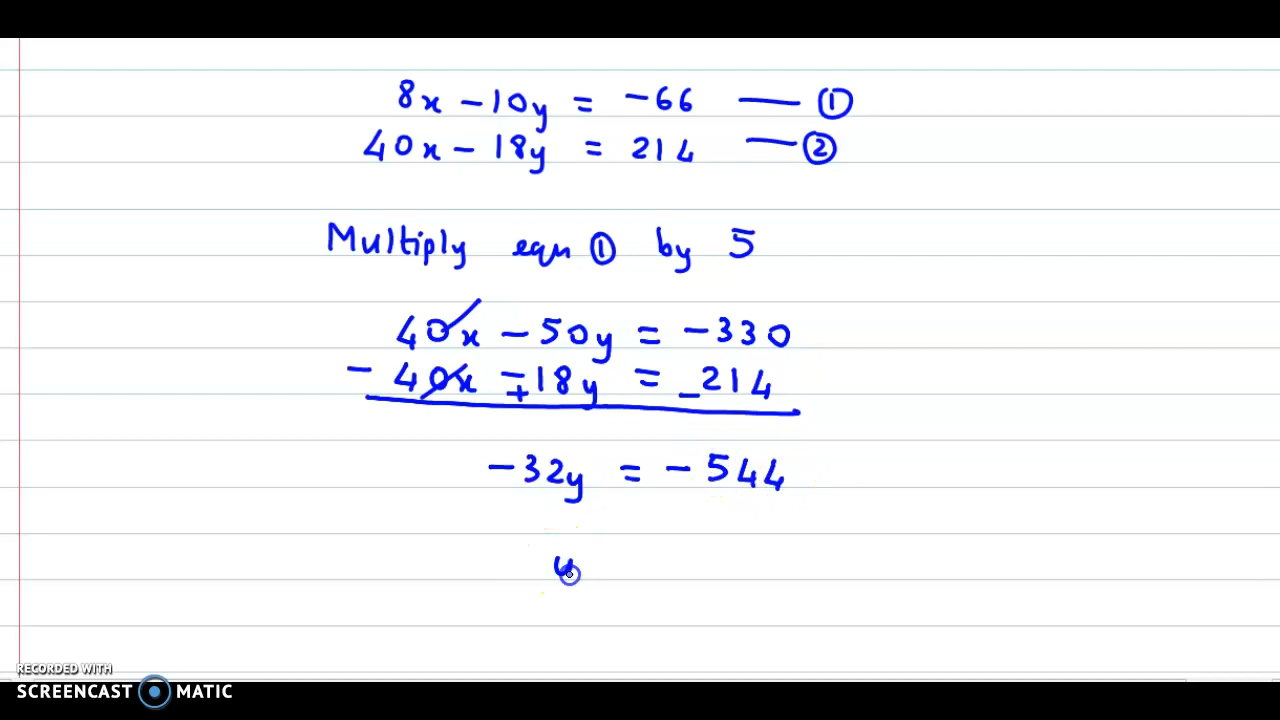 8x - 10y = -66 —— ①
40x - 18y = 214 —— ②
Multiply eqn ① by 5
40x - 50y = -330
- 40x -+ 18y = - 214
-32y = -544
y
RECORDED WITH
SCREENCAST MATIC